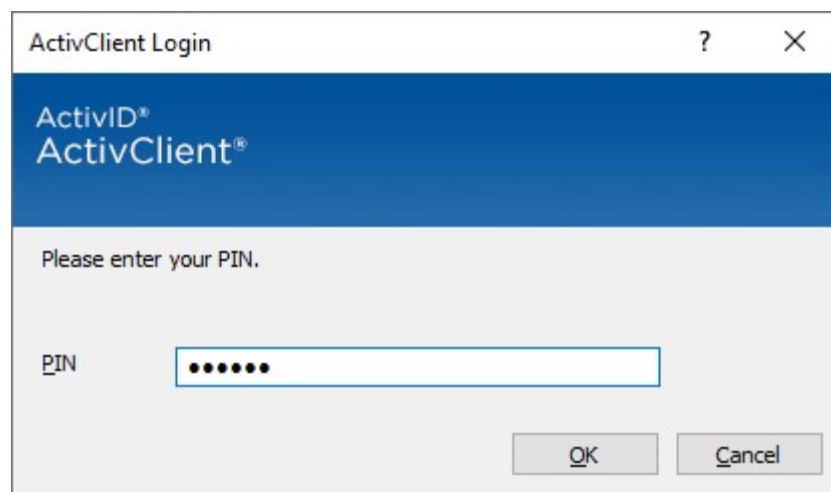 ActivClient Login ?
ActivID®
ActivClient®
Please enter your PIN.
PIN ••••••
OK Cancel